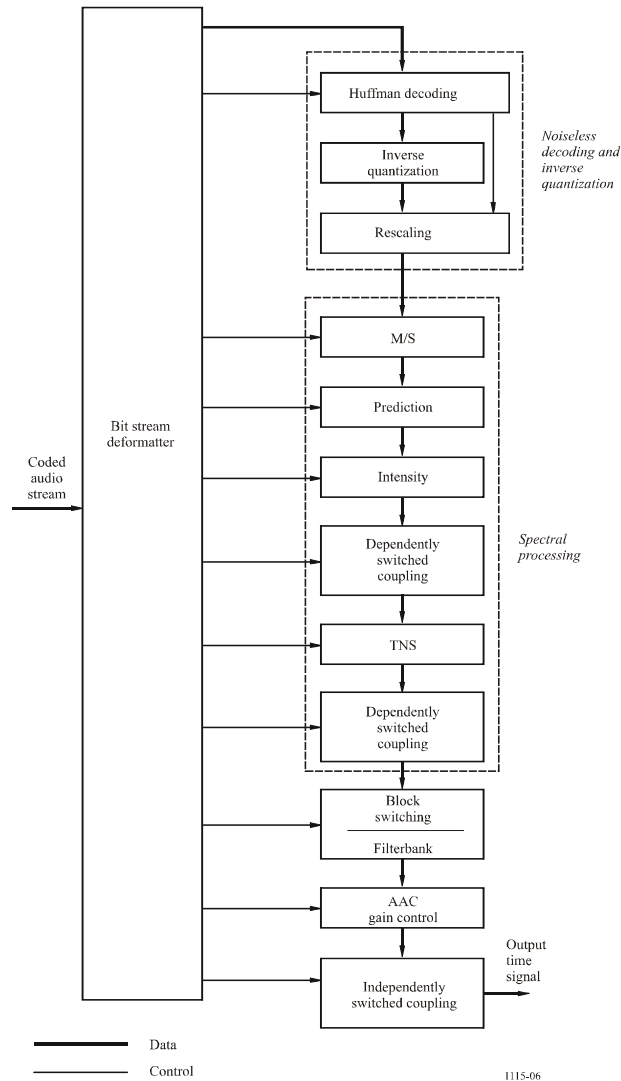 Huffman decoding
Noiseless
decoding and
inverse
quantization
Inverse
quantization
Rescaling
M/S
Prediction
Bit stream
deformatter
Coded
audio
stream
Intensity
Dependently
switched
coupling
Spectral
processing
TNS
Dependently
switched
coupling
Block
switching
Filterbank
AAC
gain control
Output
time
signal
Independently
switched coupling
Data
Control
1115-06